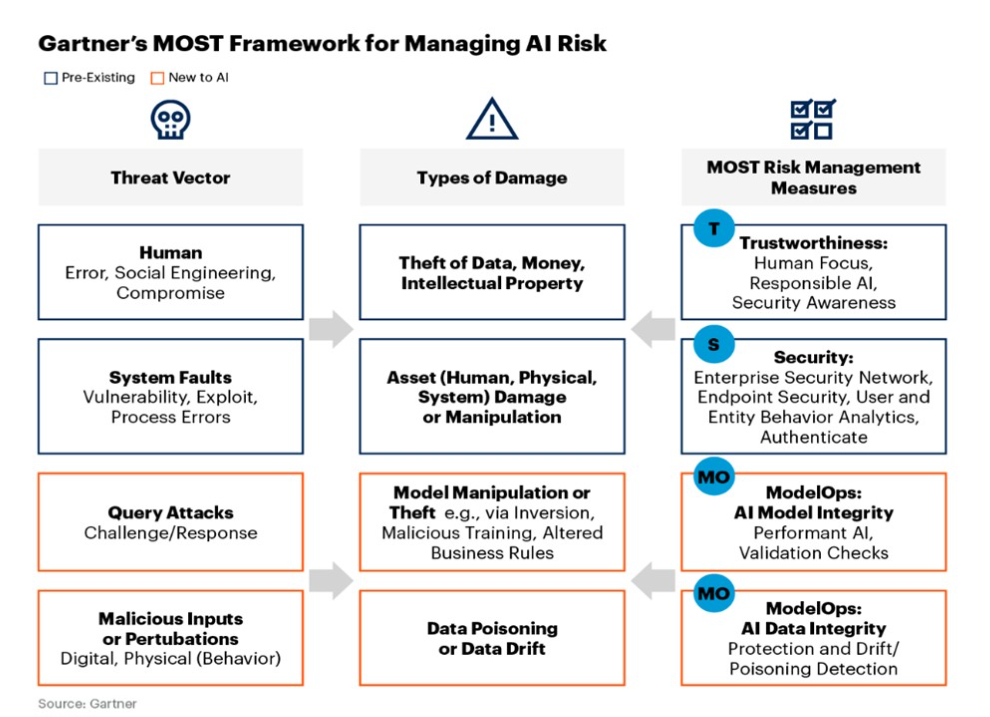 Gartner's MOST Framework for Managing AI Risk
Pre-Existing
New to AI
Threat Vector
Types of Damage
MOST Risk Management
Measures
Human
Error, Social Engineering,
Compromise
Theft of Data, Money,
Intellectual Property
T
Trustworthiness:
Human Focus,
Responsible AI,
Security Awareness
System Faults
Vulnerability, Exploit,
Process Errors
Asset (Human, Physical,
System) Damage
or Manipulation
S
Security:
Enterprise Security Network,
Endpoint Security, User and
Entity Behavior Analytics,
Authenticate
Query Attacks
Challenge/Response
Model Manipulation or
Theft e.g., via Inversion,
Malicious Training, Altered
Business Rules
MO
ModelOps:
AI Model Integrity
Performant AI,
Validation Checks
Malicious Inputs
or Pertubations
Digital, Physical (Behavior)
Data Poisoning
or Data Drift
MO
ModelOps:
AI Data Integrity
Protection and Drift/
Poisoning Detection
Source: Gartner